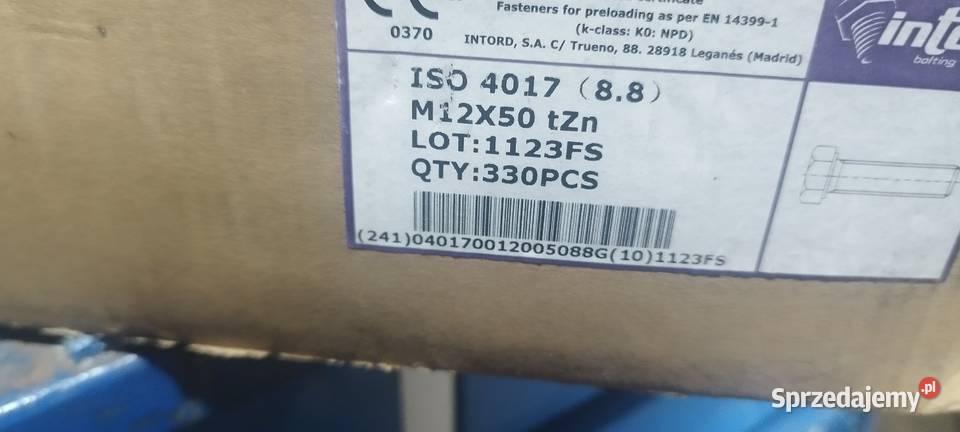 Fasteners for preloading as per EN 14399-1
(k-class: K0: NPD)
0370
INTORD, S.A. C/ Trueno, 88. 28918 Leganés (Madrid)
bolting
ISO 4017 (8.8)
M12X50 tZn
LOT:1123FS
QTY:330PCS
(241)040170012005088G(10)1123FS
Sprzedajemy.pl